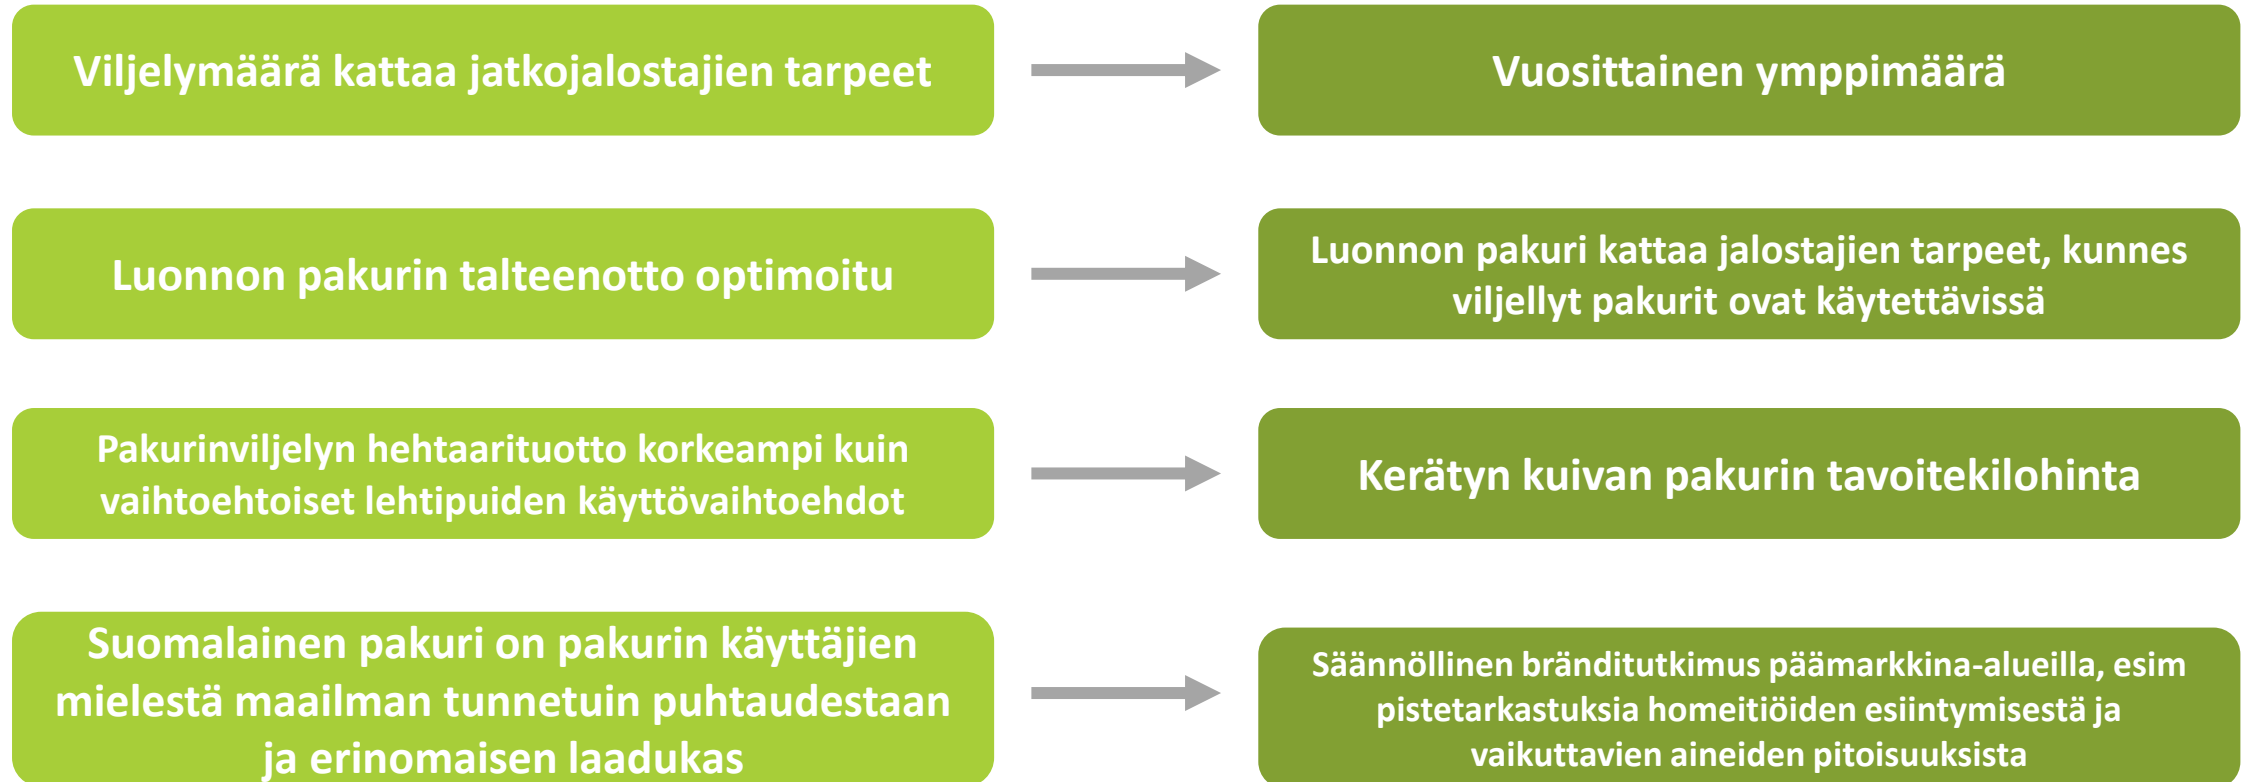 Viljelymäärä kattaa jatkojalostajien tarpeet
Vuosittainen ymppimäärä
Luonnon pakurin talteenotto optimoitu
Luonnon pakuri kattaa jalostajien tarpeet, kunnes
viljellyt pakurit ovat käytettävissä
Pakurinviljelyn hehtaarituotto korkeampi kuin
vaihtoehtoiset lehtipuiden käyttövaihtoehdot
Kerätyn kuivan pakurin tavoitekilohinta
Suomalainen pakuri on pakurin käyttäjien
mielestä maailman tunnetuin puhtaudestaan
ja erinomaisen laadukas
Säännöllinen bränditutkimus päämarkkina-alueilla, esim
pistetarkastuksia homeitiöiden esiintymisestä ja
vaikuttavien aineiden pitoisuuksista